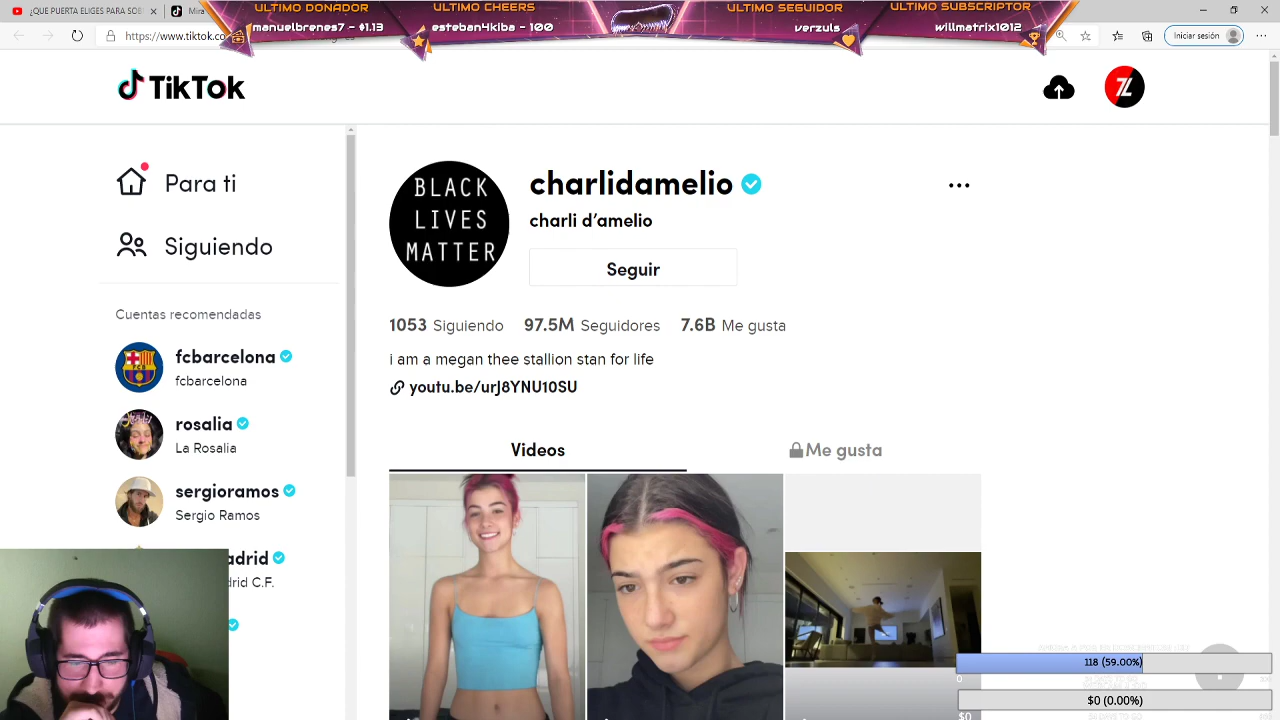 ¿QUE PUERTA ELIGES PARA SOB
Mira
ULTIMO DONADOR
manuelbrenes7 - $1.13
ULTIMO CHEERS
esteban4kiba - 100
ULTIMO SEGUIDOR
verzuls
ULTIMO SUBSCRIPTOR
willmatrix1012
https://www.tiktok.co
Iniciar sesión
TikTok
Para ti
Siguiendo
Cuentas recomendadas
fcbarcelona
fcbarcelona
rosalia
La Rosalia
sergioramos
Sergio Ramos
adrid
drid C.F.
BLACK
LIVES
MATTER
charlidamelio
charli d’amelio
Seguir
1053 Siguiendo 97.5M Seguidores 7.6B Me gusta
i am a megan thee stallion stan for life
youtu.be/urJ8YNU10SU
Videos
Me gusta
118 (59.00%)
0
$0 (0.00%)
$0